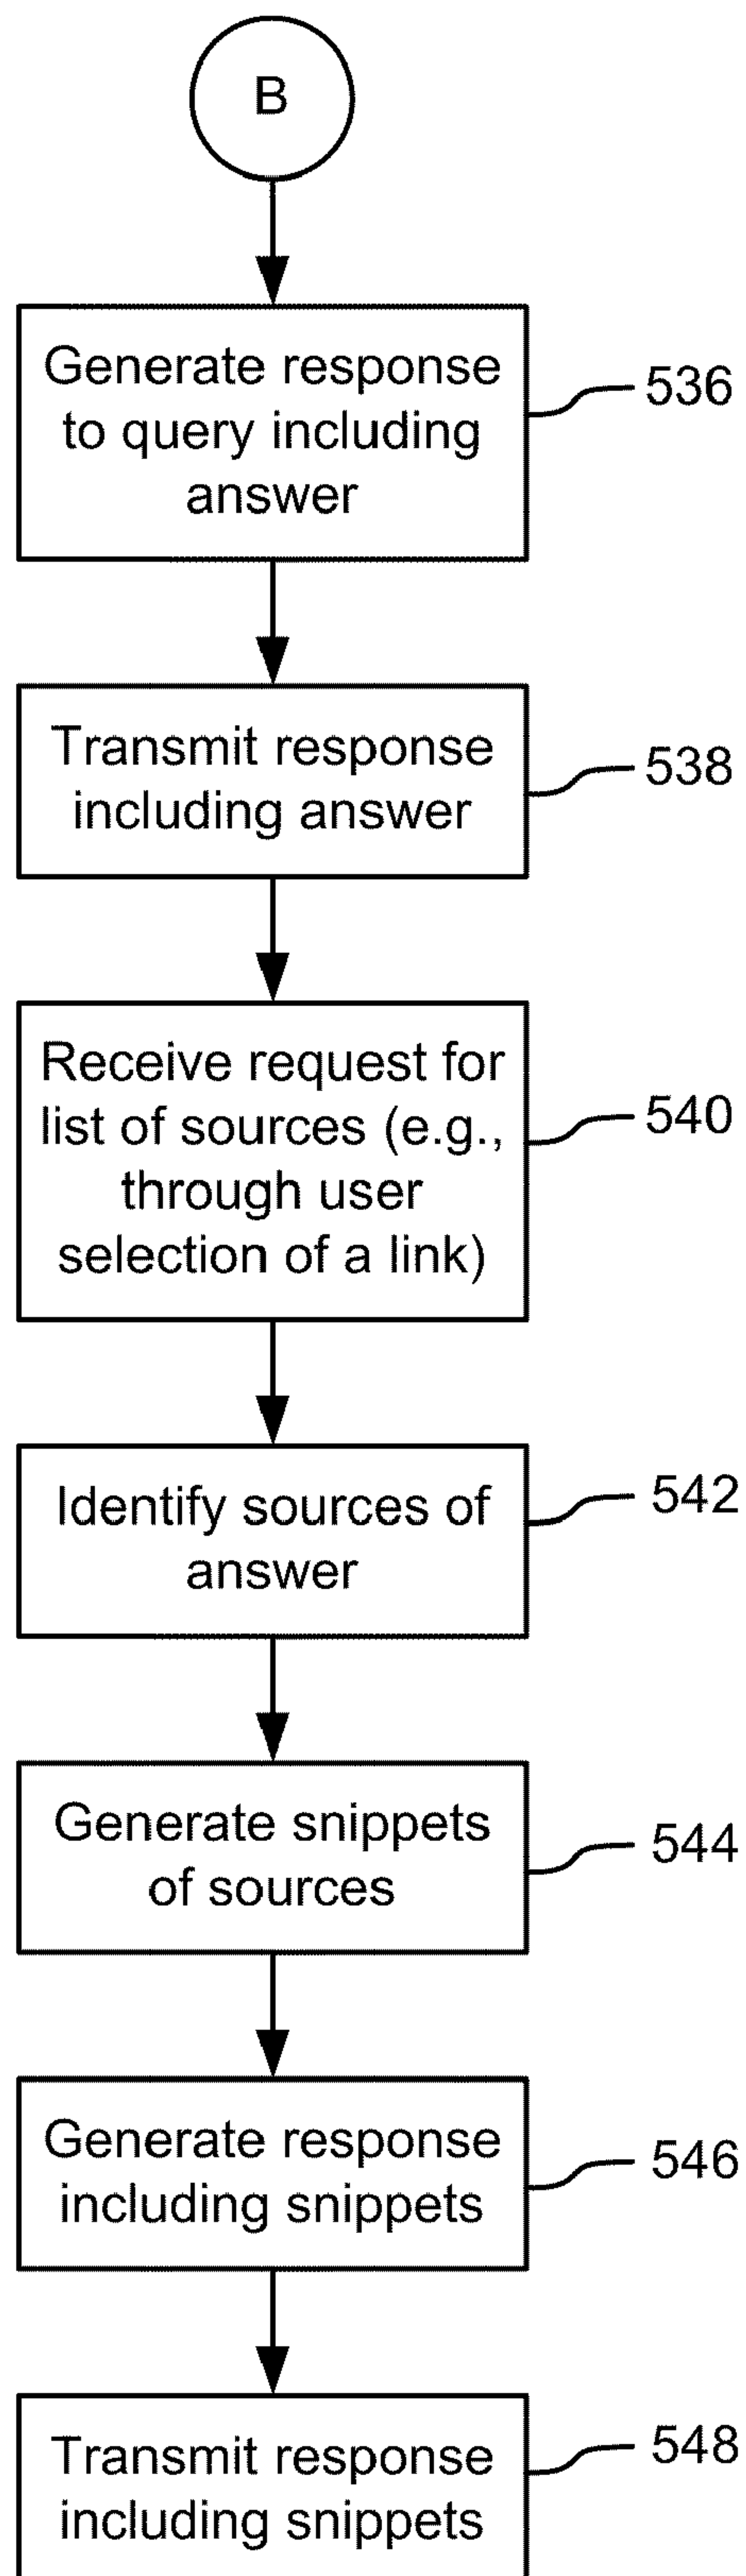 B
Generate response
to query including
answer
536
Transmit response
including answer
538
Receive request for
list of sources (e.g.,
through user
selection of a link)
540
Identify sources of
answer
542
Generate snippets
of sources
544
Generate response
including snippets
546
Transmit response
including snippets
548